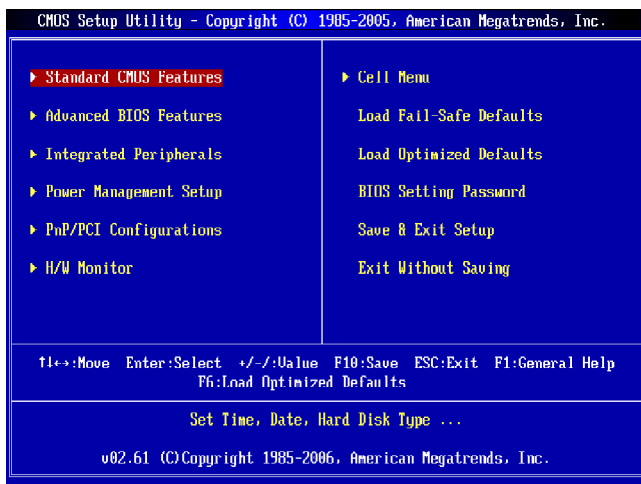 CMOS Setup Utility - Copyright (C) 1985-2005, American Megatrends, Inc.
Standard CMOS Features
Advanced BIOS Features
Integrated Peripherals
Power Management Setup
PnP/PCI Configurations
H/W Monitor
Cell Menu
Load Fail-Safe Defaults
Load Optimized Defaults
BIOS Setting Password
Save & Exit Setup
Exit Without Saving
↑↓←→:Move Enter:Select +/-/:Value F10:Save ESC:Exit F1:General Help
F6:Load Optimized Defaults
Set Time, Date, Hard Disk Type ...
v02.61 (C)Copyright 1985-2006, American Megatrends, Inc.